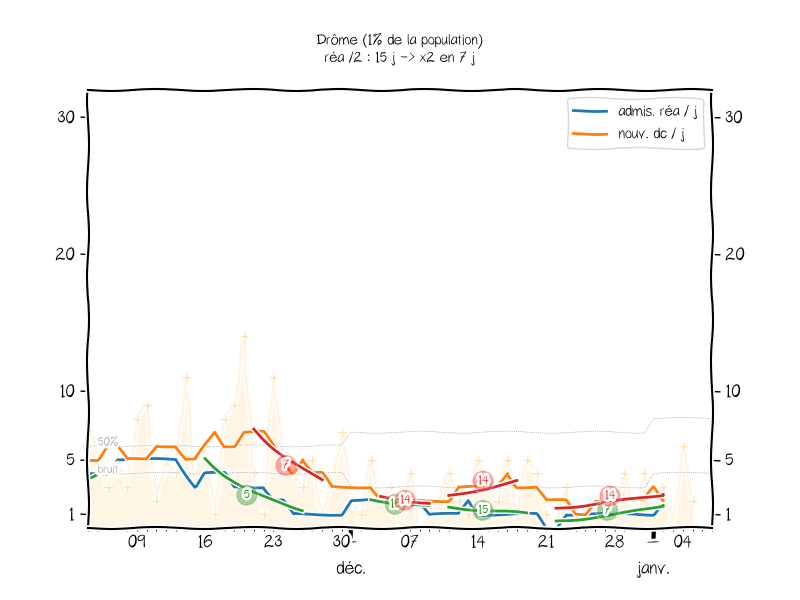 Drôme (1% de la population)
réa /2 : 15 j -> x2 en 7 j
admis. réa / j
nouv. dc / j
30 30
20 20
10 10
50%
5 5
bruit
7
5
14
14
15
14
7
1 1
09 16 23 30 07 14 21 28 04
déc. janv.